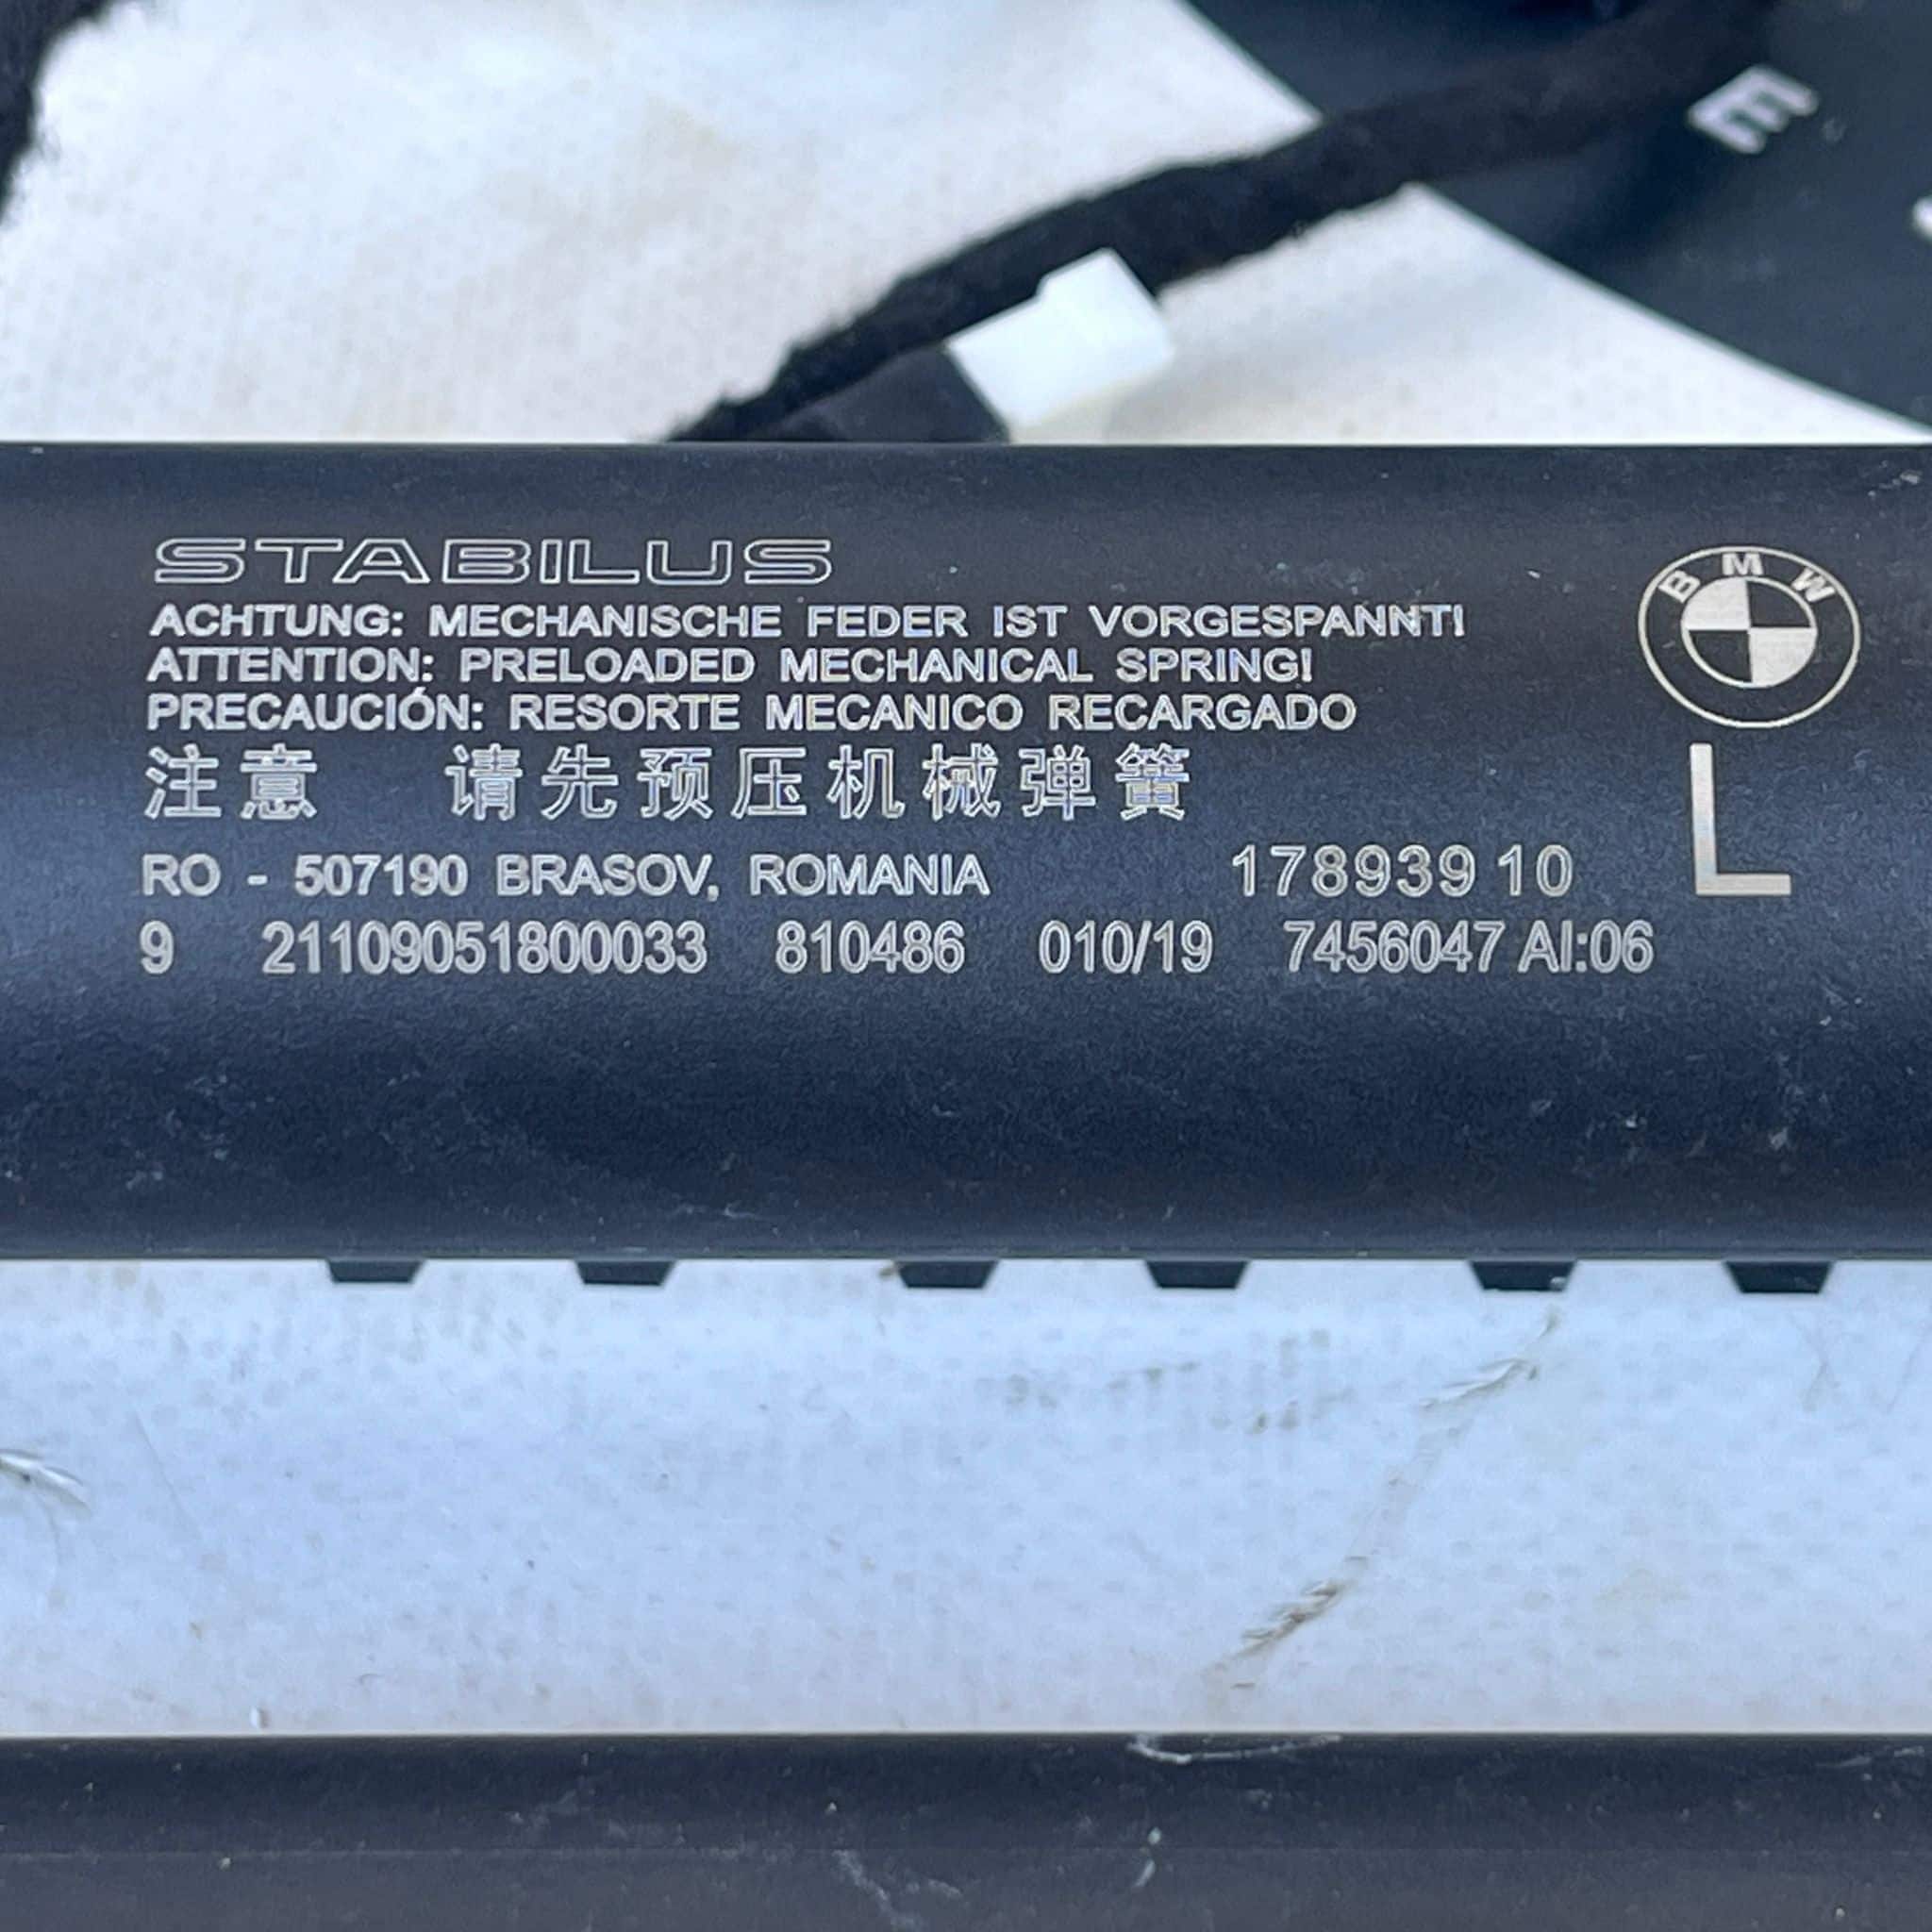 E
STABILUS
ACHTUNG: MECHANISCHE FEDER IST VORGESPANNT!
ATTENTION: PRELOADED MECHANICAL SPRING!
PRECAUCIÓN: RESORTE MECANICO RECARGADO
注意 请先预压机械弹簧
BMW
L
RO - 507190 BRASOV, ROMANIA 178939 10
9 21109051800033 810486 010/19 7456047 AI:06